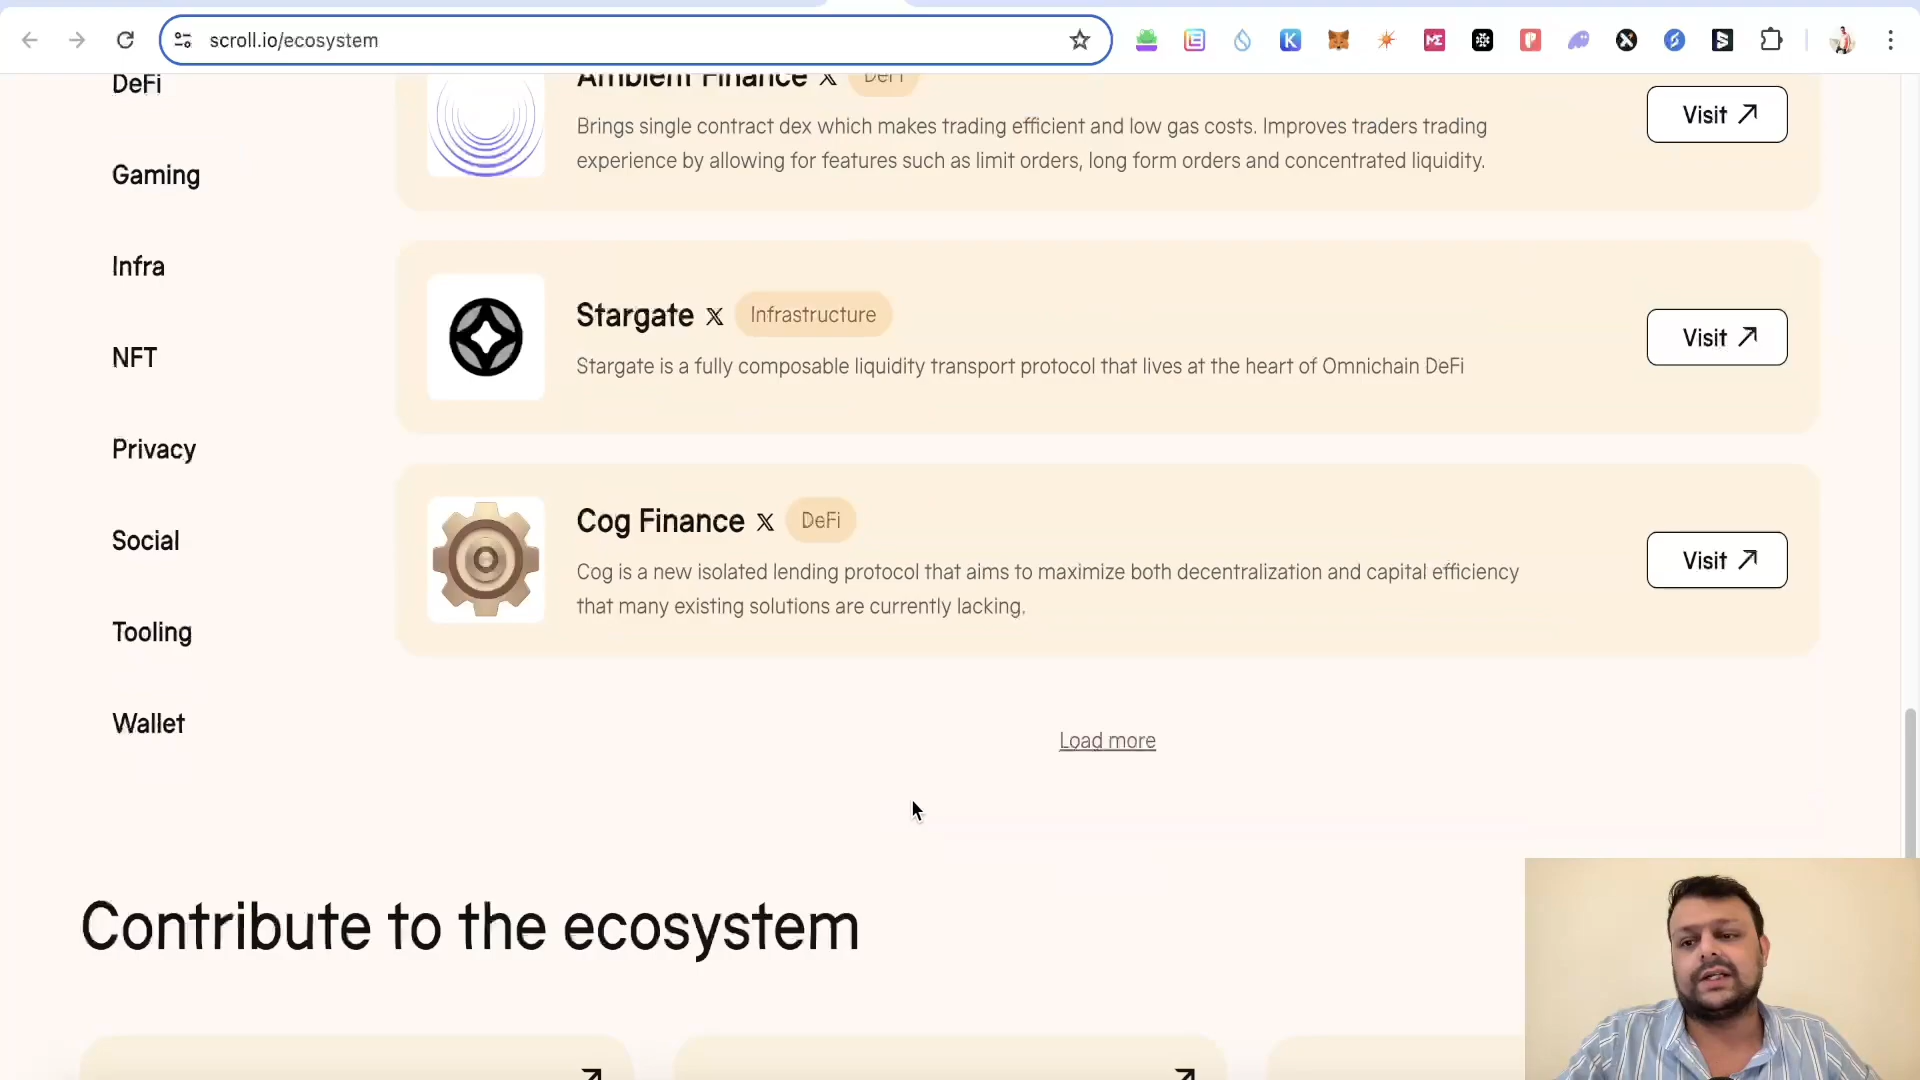 scroll.io/ecosystem
DeFi
Gaming
Infra
NFT
Privacy
Social
Tooling
Wallet
Ambient Finance X DeFi
Brings single contract dex which makes trading efficient and low gas costs. Improves traders trading
experience by allowing for features such as limit orders, long form orders and concentrated liquidity.
Visit
Stargate X Infrastructure
Stargate is a fully composable liquidity transport protocol that lives at the heart of Omnichain DeFi
Visit
Cog Finance X DeFi
Cog is a new isolated lending protocol that aims to maximize both decentralization and capital efficiency
that many existing solutions are currently lacking.
Visit
Load more
Contribute to the ecosystem